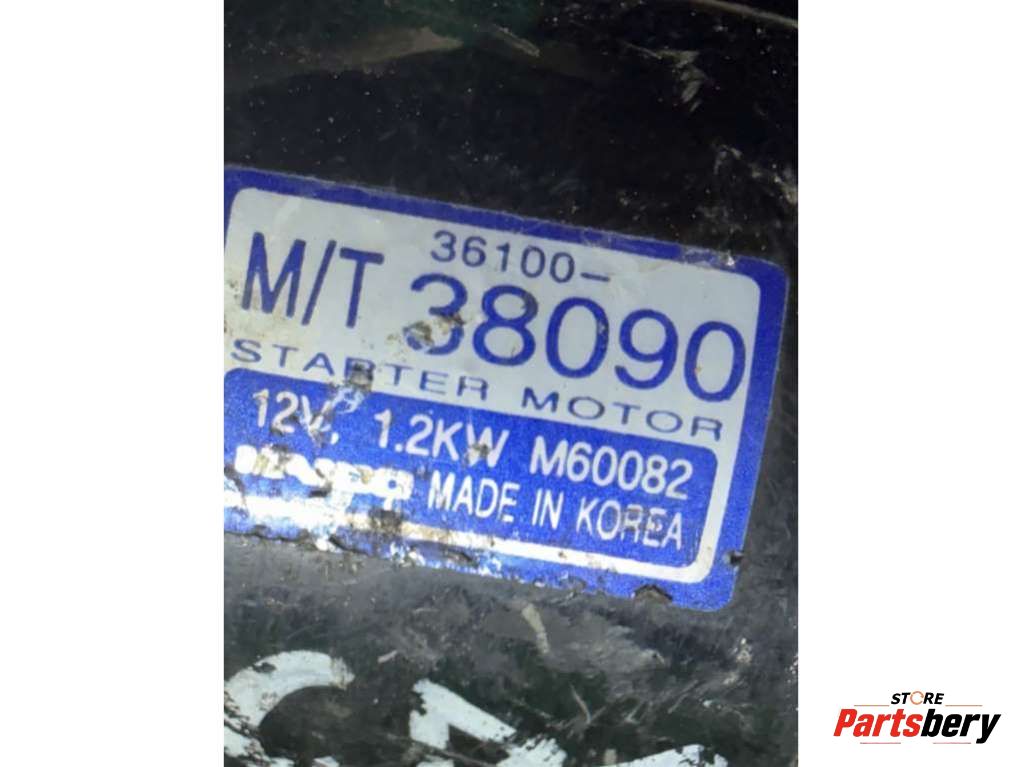 36100-
M/T 38090
STARTER MOTOR
12V, 1.2KW M60082
MADE IN KOREA
STORE
Partsbery